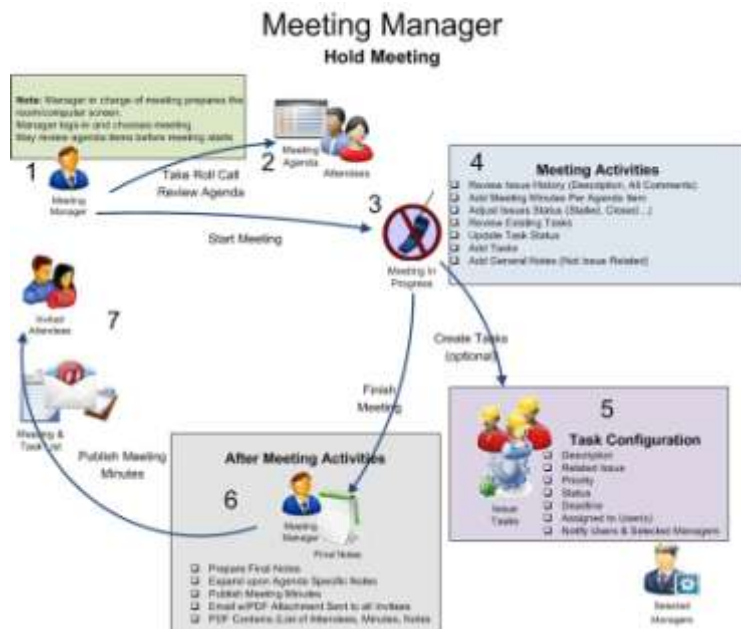 Meeting Manager
Hold Meeting
Note: Manager in charge of meeting prepares the
room/computer screen.
Manager logs-in and chooses meeting
May review agenda items before meeting starts
1
Meeting
Manager
Take Roll Call
Review Agenda
2
Meeting
Agenda
Attendees
Start Meeting
3
Meeting In
Progress
4
Meeting Activities
Review Issue History (Description, All Comments)
Add Meeting Minutes Per Agenda Item
Adjust Issues Status (Stalled, Closed...)
Review Existing Tasks
Update Task Status
Add Tasks
Add General Notes (Not Issue Related)
Create Tasks
(optional)
5
Task Configuration
Description
Related Issue
Priority
Status
Deadline
Assigned to User(s)
Notify Users & Selected Managers
Issue
Tasks
Selected
Managers
Finish
Meeting
After Meeting Activities
6
Meeting
Manager
Final Notes
Prepare Final Notes
Expand upon Agenda Specific Notes
Publish Meeting Minutes
Email w/PDF Attachment Sent to all Invitees
PDF Contains (List of Attendees, Minutes, Notes
Publish Meeting
Minutes
7
Invited
Attendees
Meeting &
Task List